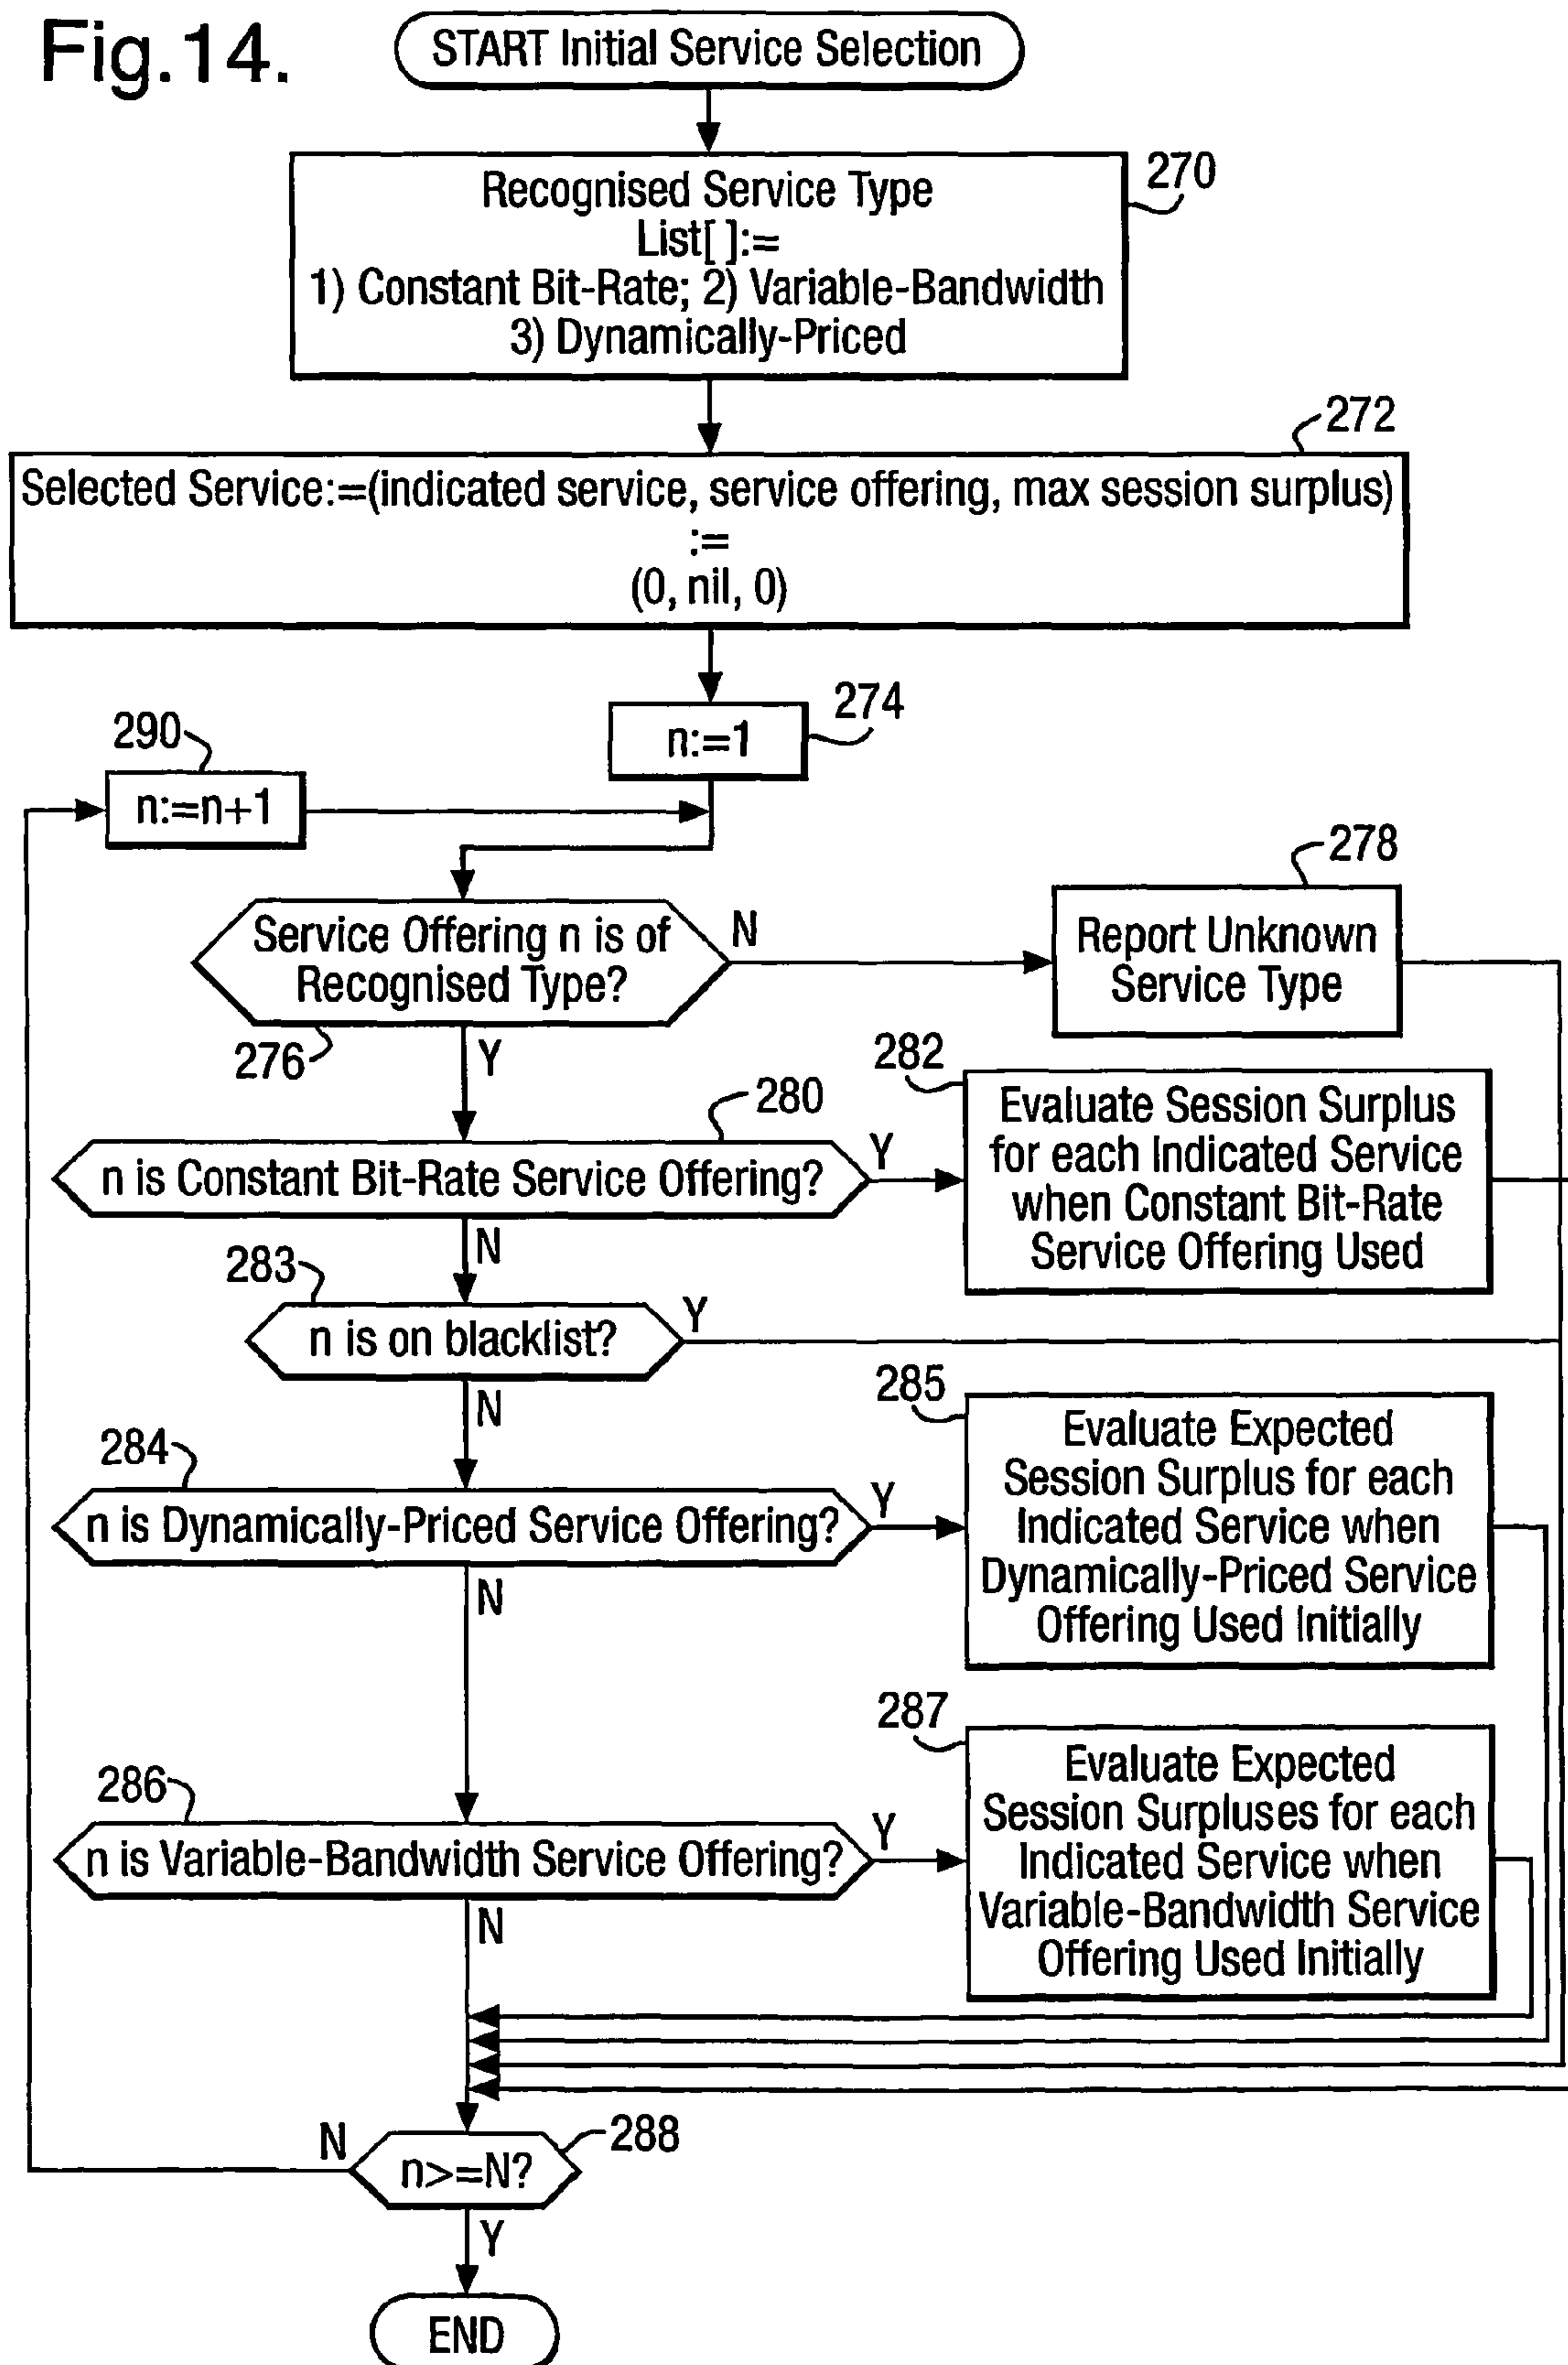 Fig.14.
START Initial Service Selection
270
Recognised Service Type
List[ ]:=
1) Constant Bit-Rate; 2) Variable-Bandwidth
3) Dynamically-Priced
272
Selected Service:=(indicated service, service offering, max session surplus)
:=
(0, nil, 0)
274
n:=1
290
n:=n+1
278
Service Offering n is of
Recognised Type?
N
Report Unknown
Service Type
276
Y
282
280
n is Constant Bit-Rate Service Offering?
Y
Evaluate Session Surplus
for each Indicated Service
when Constant Bit-Rate
Service Offering Used
N
283
n is on blacklist?
Y
N
285
284
n is Dynamically-Priced Service Offering?
Y
Evaluate Expected
Session Surplus for each
Indicated Service when
Dynamically-Priced Service
Offering Used Initially
N
287
286
n is Variable-Bandwidth Service Offering?
Y
Evaluate Expected
Session Surpluses for each
Indicated Service when
Variable-Bandwidth Service
Offering Used Initially
N
N
288
n>=N?
Y
END